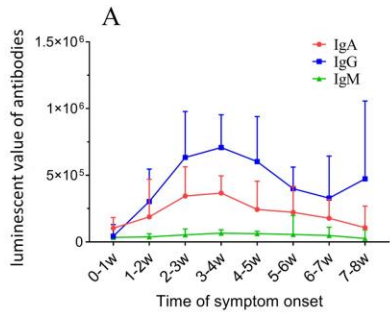 A
luminescent value of antibodies
1.5×10⁶
1×10⁶
5×10⁵
0
IgA
IgG
IgM
0-1w
1-2w
2-3w
3-4w
4-5w
5-6w
6-7w
7-8w
Time of symptom onset